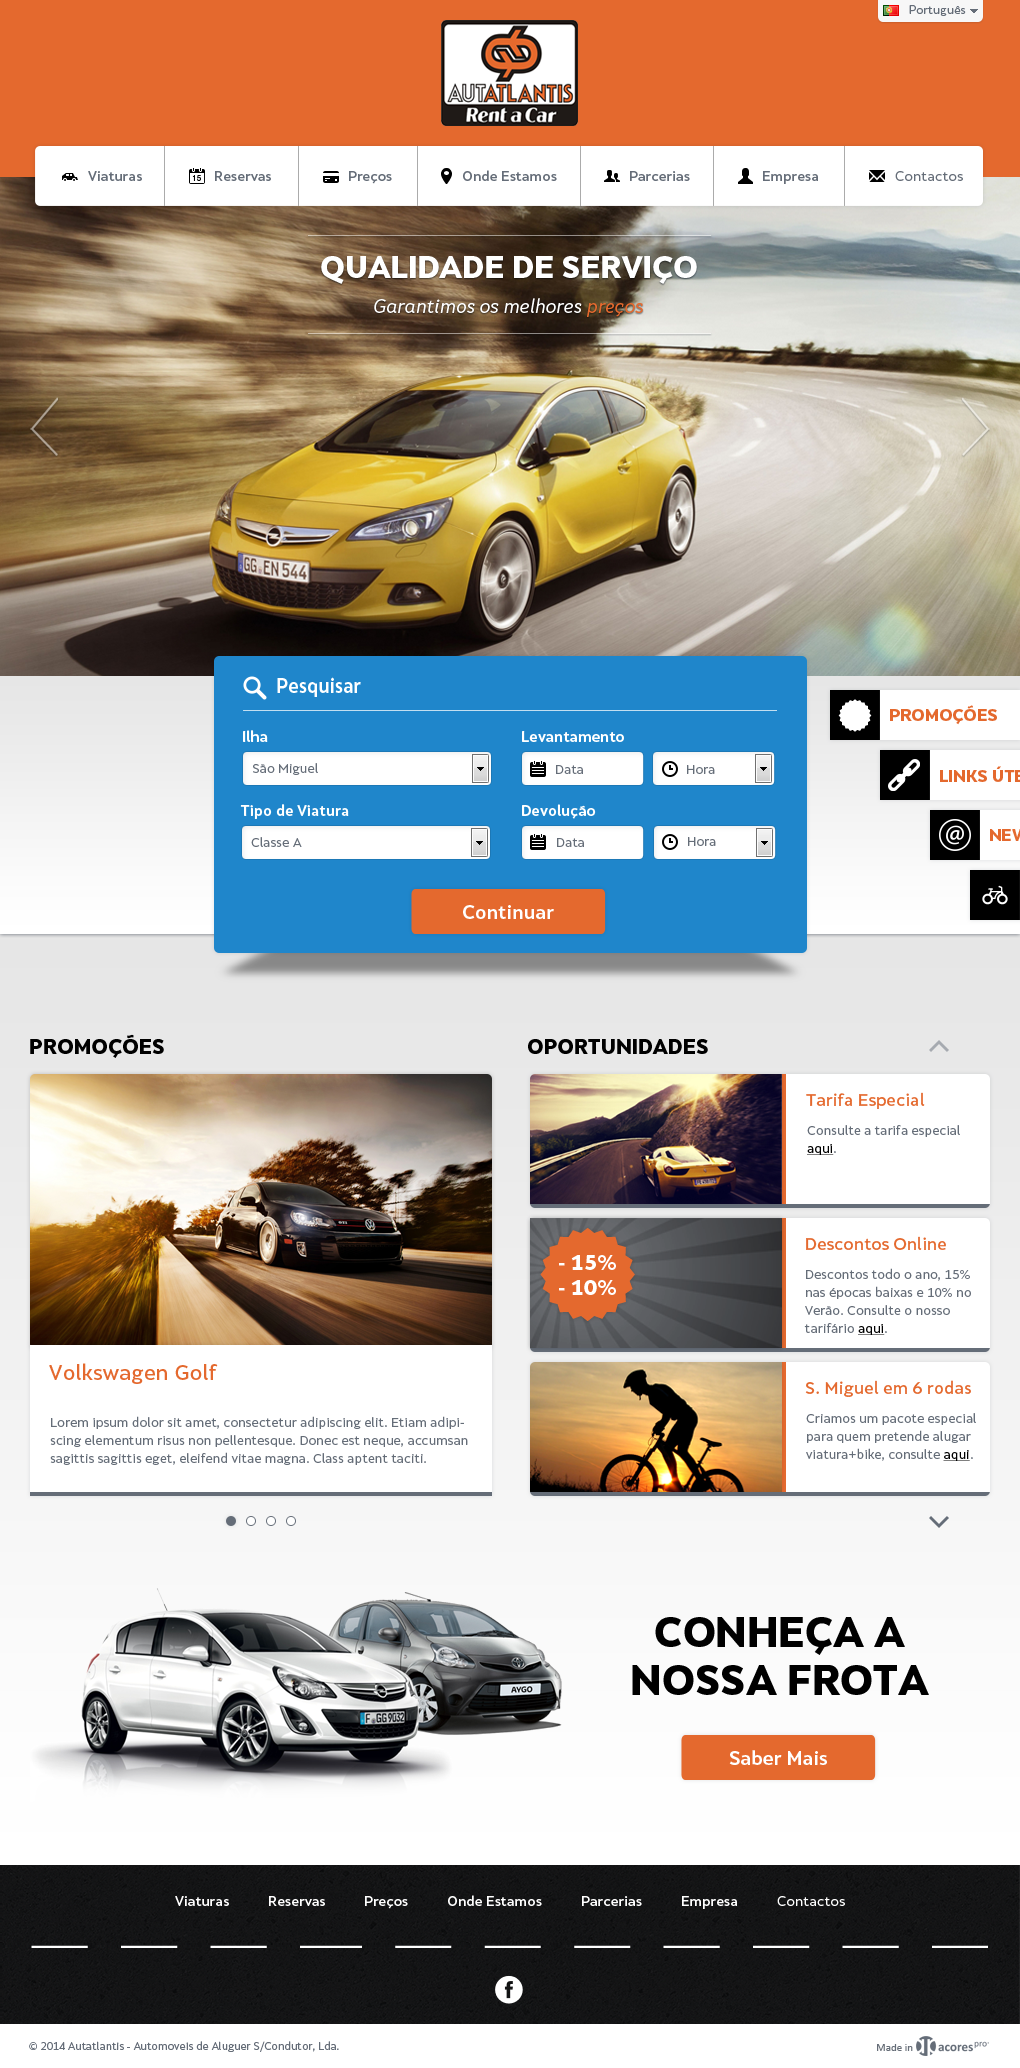 Português
AUTATLANTIS
Rent a Car
Viaturas
15
Reservas
Preços
Onde Estamos
Parcerias
Empresa
Contactos
QUALIDADE DE SERVIÇO
Garantimos os melhores preços
GG EN 544
Pesquisar
Ilha
Levantamento
São Miguel
Data
Hora
Tipo de Viatura
Devolução
Classe A
Data
Hora
Continuar
PROMOÇÕES
LINKS ÚTE
@
NEW
PROMOÇÕES
OPORTUNIDADES
GTI
Volkswagen Golf
Lorem ipsum dolor sit amet, consectetur adipiscing elit. Etiam adipi-
scing elementum risus non pellentesque. Donec est neque, accumsan
sagittis sagittis eget, eleifend vitae magna. Class aptent taciti.
Tarifa Especial
Consulte a tarifa especial
aqui.
- 15%
- 10%
Descontos Online
Descontos todo o ano, 15%
nas épocas baixas e 10% no
Verão. Consulte o nosso
tarifário aqui.
S. Miguel em 6 rodas
Criamos um pacote especial
para quem pretende alugar
viatura+bike, consulte aqui.
F GG 9032
AYGO
CONHEÇA A
NOSSA FROTA
Saber Mais
Viaturas
Reservas
Preços
Onde Estamos
Parcerias
Empresa
Contactos
f
© 2014 Autatlantis - Automoveis de Aluguer S/Condutor, Lda.
Made in acores pro